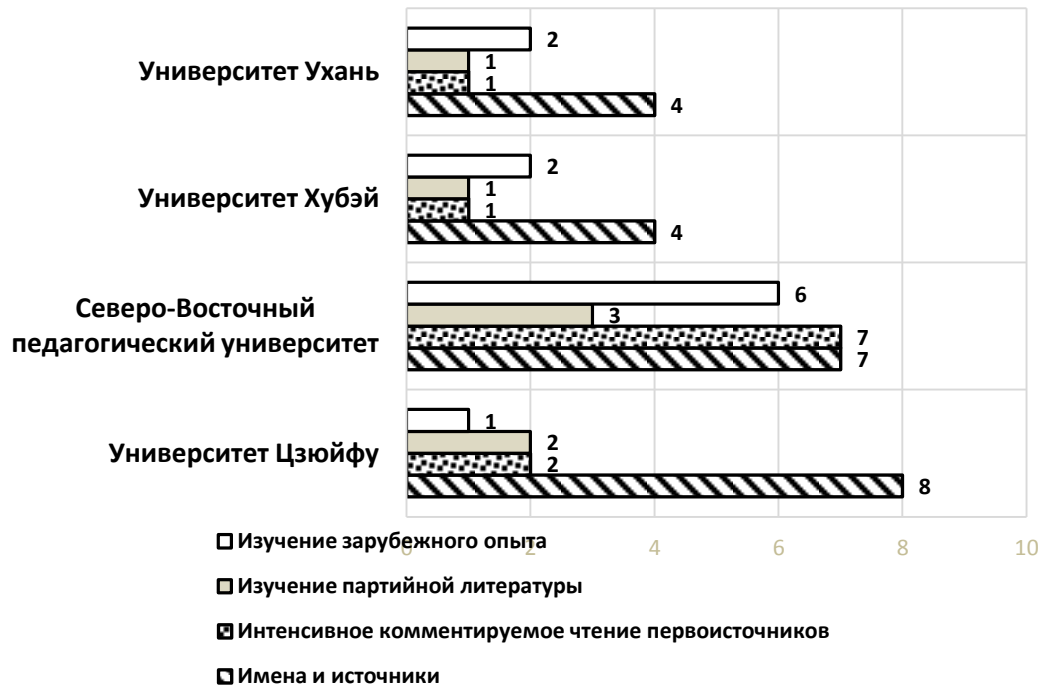 Университет Ухань
2
1
1
4
Университет Хубэй
2
1
1
4
Северо-Восточный
педагогический университет
6
3
7
7
Университет Цзюйфу
1
2
2
8
0 2 4 6 8 10
Изучение зарубежного опыта
Изучение партийной литературы
Интенсивное комментируемое чтение первоисточников
Имена и источники